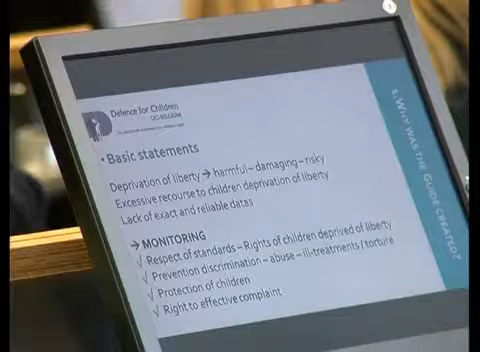 Defence for Children
DCI-BELGIUM
• Basic statements
Deprivation of liberty → harmful – damaging – risky
Excessive recourse to children deprivation of liberty
Lack of exact and reliable datas
→ MONITORING
√ Respect of standards – Rights of children deprived of liberty
√ Prevention discrimination – abuse – ill-treatments / torture
√ Protection of children
√ Right to effective complaint
1. WHY WAS THE GUIDE CREATED?